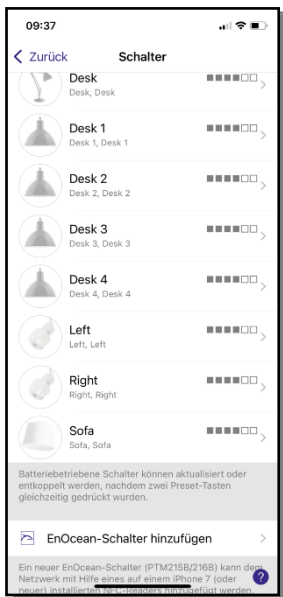 09:37
Zurück Schalter
Desk
Desk, Desk
Desk 1
Desk 1, Desk 1
Desk 2
Desk 2, Desk 2
Desk 3
Desk 3, Desk 3
Desk 4
Desk 4, Desk 4
Left
Left, Left
Right
Right, Right
Sofa
Sofa, Sofa
Batteriebetriebene Schalter können aktualisiert oder
entkoppelt werden, nachdem zwei Preset-Tasten
gleichzeitig gedrückt wurden.
EnOcean-Schalter hinzufügen
Ein neuer EnOcean-Schalter (PTM215B/216B) kann dem
Netzwerk mit Hilfe eines auf einem iPhone 7 (oder
neuer) installierten NFC-Readers hinzugefügt werden.
?